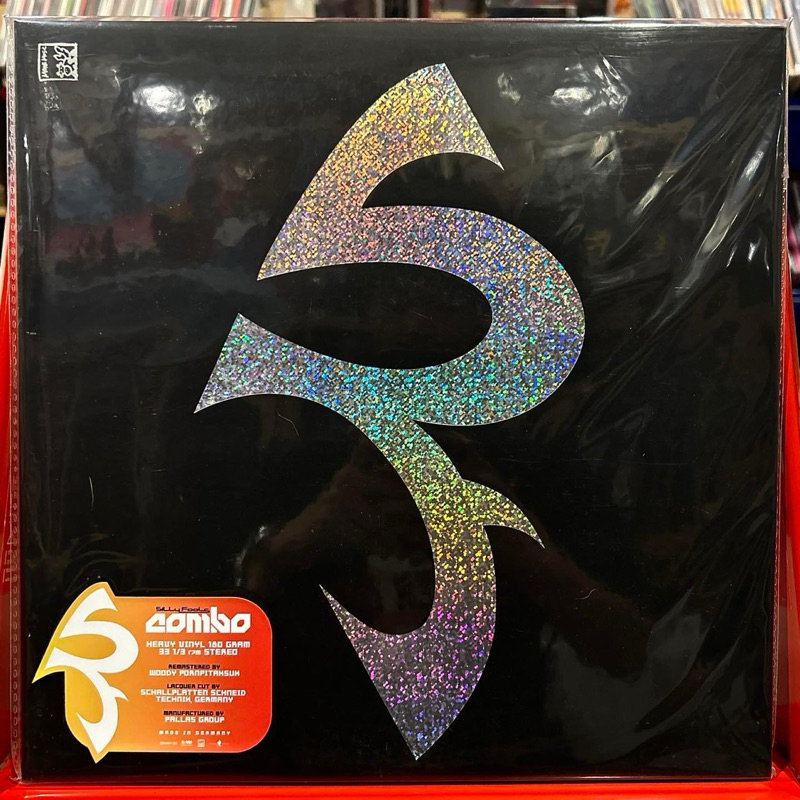 Silly Fools
combo
HEAVY VINYL 180 GRAM
33 1/3 rpm STEREO
REMASTERED BY
WOODY PORNPITAKSUK
LACQUER CUT BY
SCHALLPLATTEN SCHNEID
TECHNIK, GERMANY
MANUFACTURED BY
PALLAS GROUP
MADE IN GERMANY